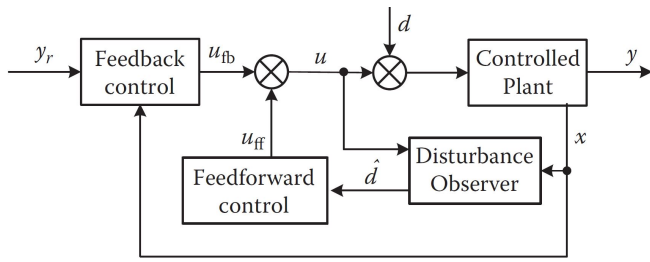 d
y_r
Feedback
control
u_fb
u
Controlled
Plant
y
u_ff
x
Feedforward
control
d̂
Disturbance
Observer